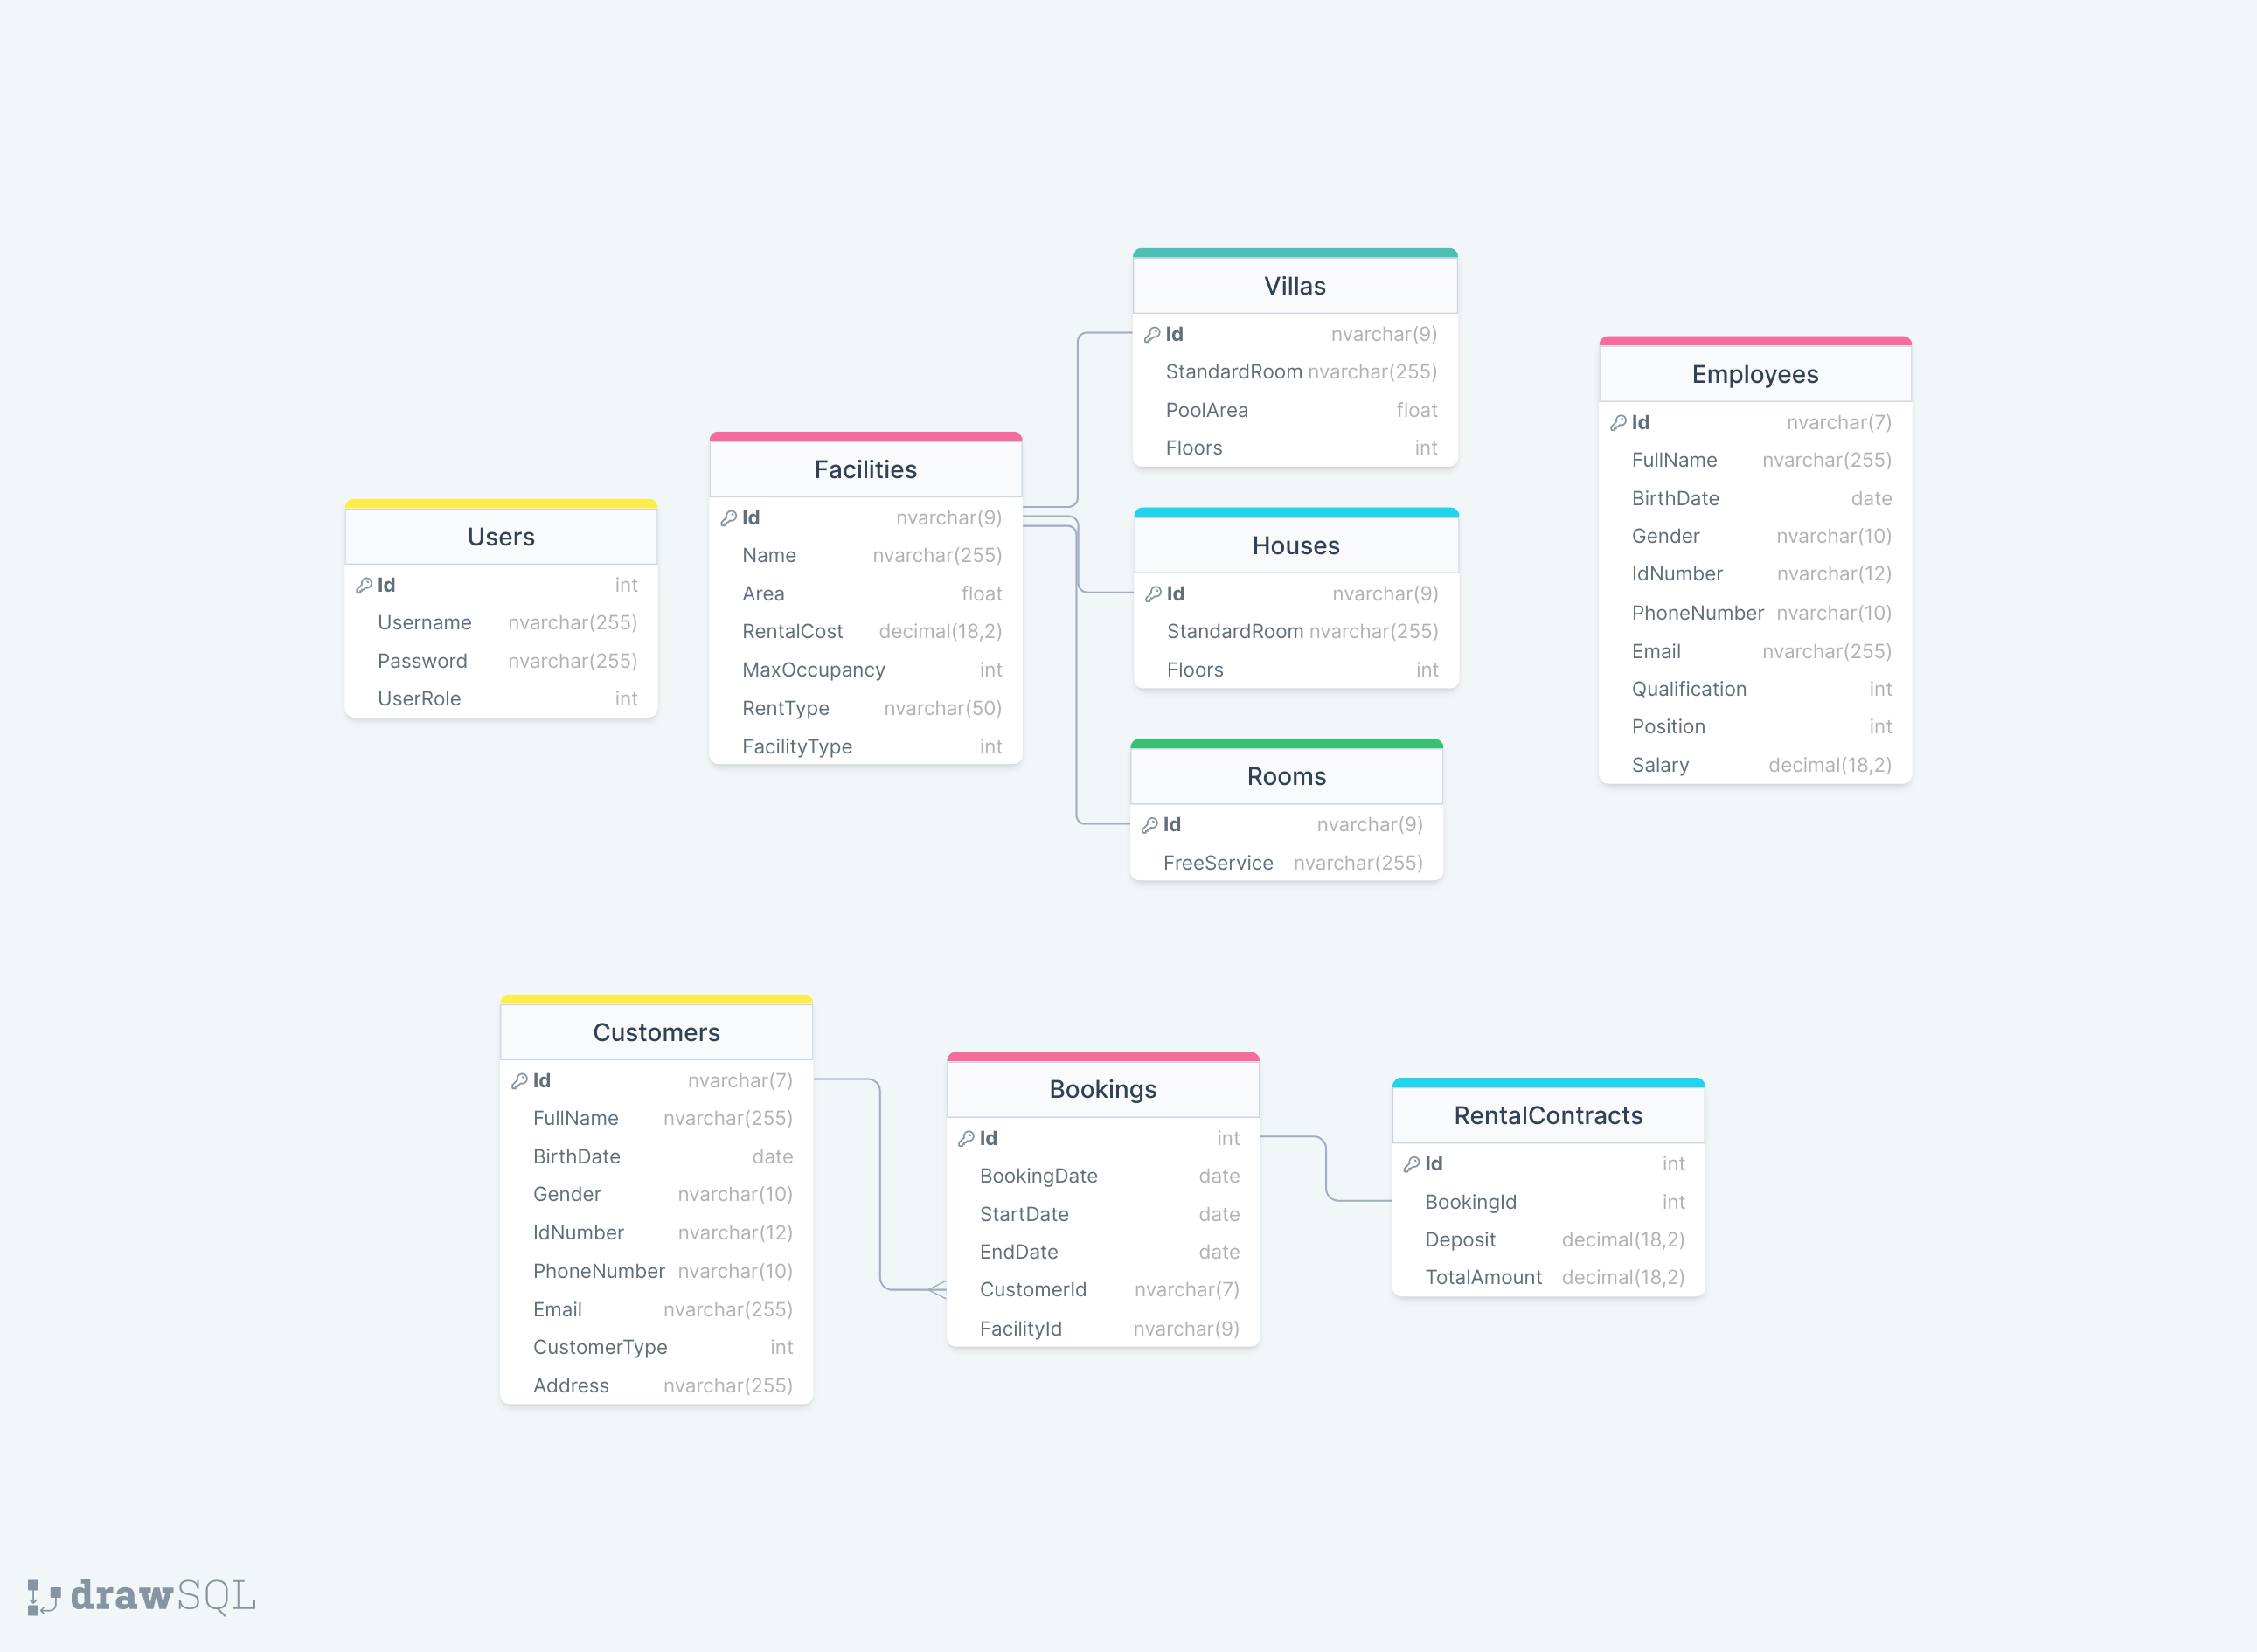 Villas
Id nvarchar(9)
StandardRoom nvarchar(255)
PoolArea float
Floors int
Employees
Id nvarchar(7)
FullName nvarchar(255)
BirthDate date
Gender nvarchar(10)
IdNumber nvarchar(12)
PhoneNumber nvarchar(10)
Email nvarchar(255)
Qualification int
Position int
Salary decimal(18,2)
Facilities
Id nvarchar(9)
Name nvarchar(255)
Area float
RentalCost decimal(18,2)
MaxOccupancy int
RentType nvarchar(50)
FacilityType int
Users
Id int
Username nvarchar(255)
Password nvarchar(255)
UserRole int
Houses
Id nvarchar(9)
StandardRoom nvarchar(255)
Floors int
Rooms
Id nvarchar(9)
FreeService nvarchar(255)
Customers
Id nvarchar(7)
FullName nvarchar(255)
BirthDate date
Gender nvarchar(10)
IdNumber nvarchar(12)
PhoneNumber nvarchar(10)
Email nvarchar(255)
CustomerType int
Address nvarchar(255)
Bookings
Id int
BookingDate date
StartDate date
EndDate date
CustomerId nvarchar(7)
FacilityId nvarchar(9)
RentalContracts
Id int
BookingId int
Deposit decimal(18,2)
TotalAmount decimal(18,2)
drawSQL